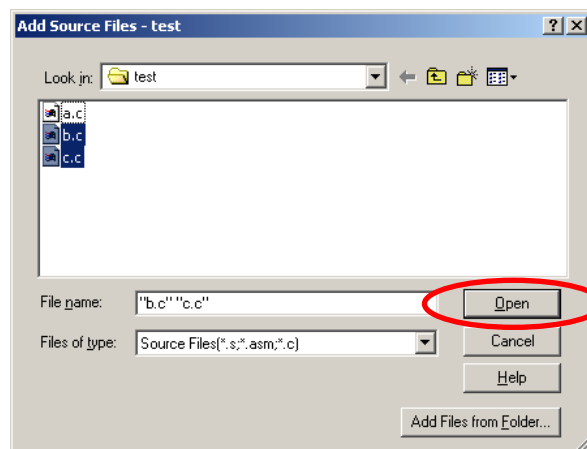 Add Source Files - test
Look in: test
a.c
b.c
c.c
File name: "b.c" "c.c" Open
Files of type: Source Files(*.s;*.asm;*.c) Cancel
Help
Add Files from Folder...